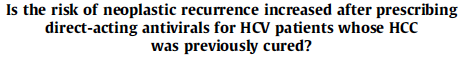 Is the risk of neoplastic recurrence increased after prescribing
direct-acting antivirals for HCV patients whose HCC
was previously cured?